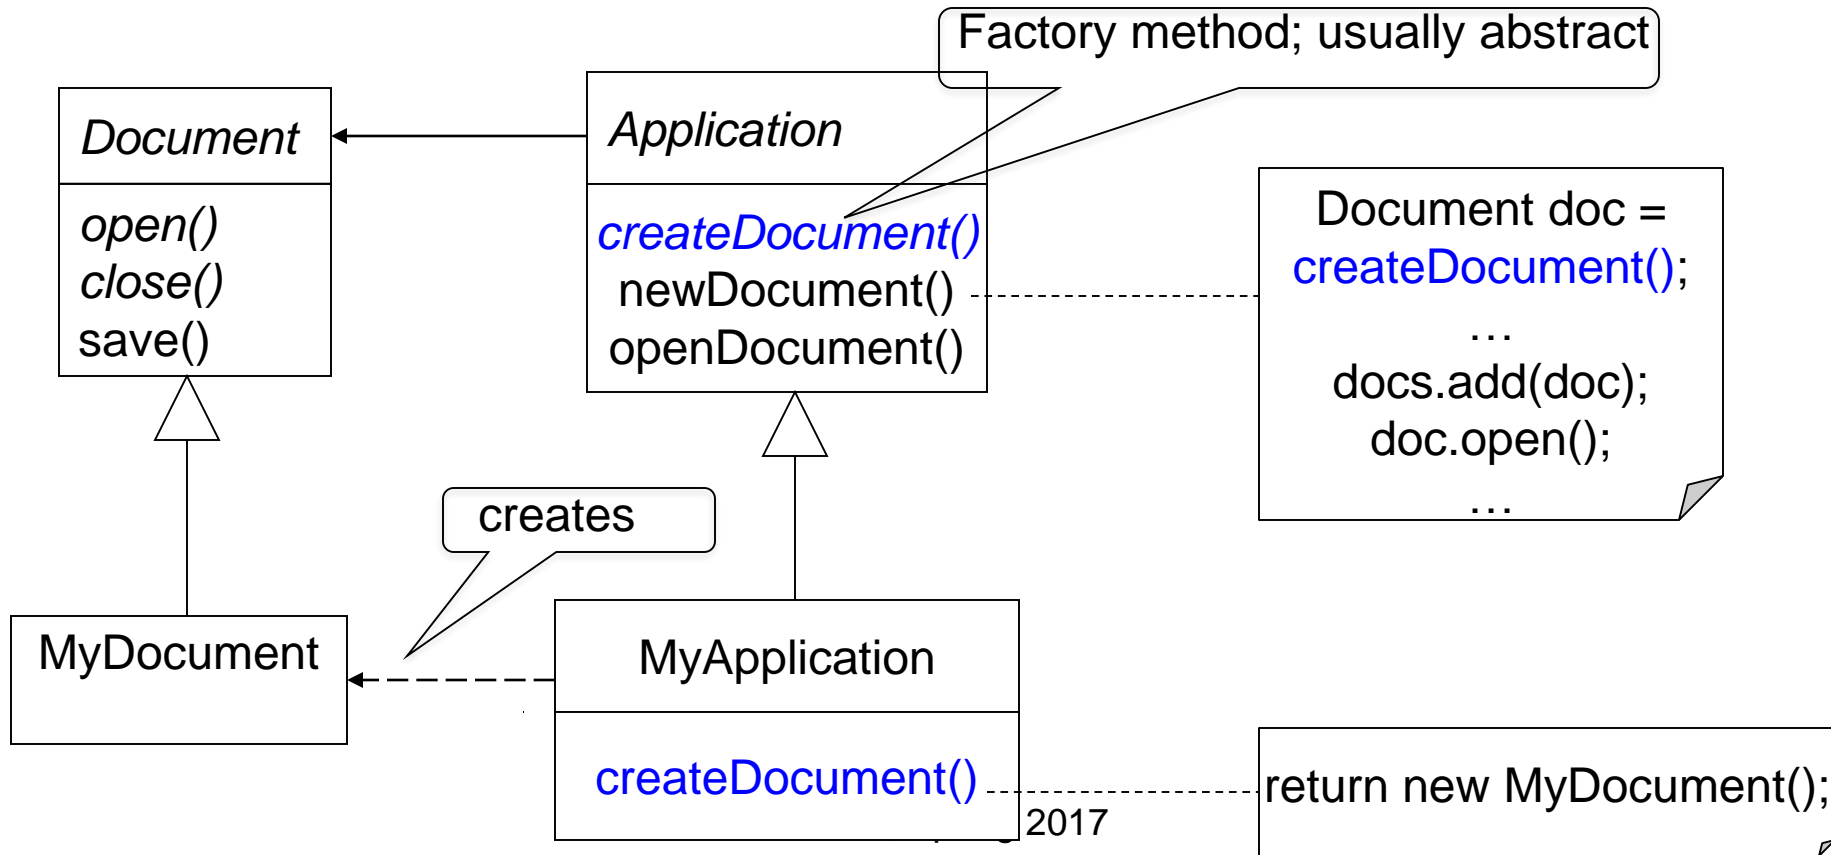 Factory method; usually abstract
Document
open()
close()
save()
Application
createDocument()
newDocument()
openDocument()
Document doc =
createDocument();
…
docs.add(doc);
doc.open();
…
creates
MyDocument
MyApplication
createDocument()
return new MyDocument();
2017